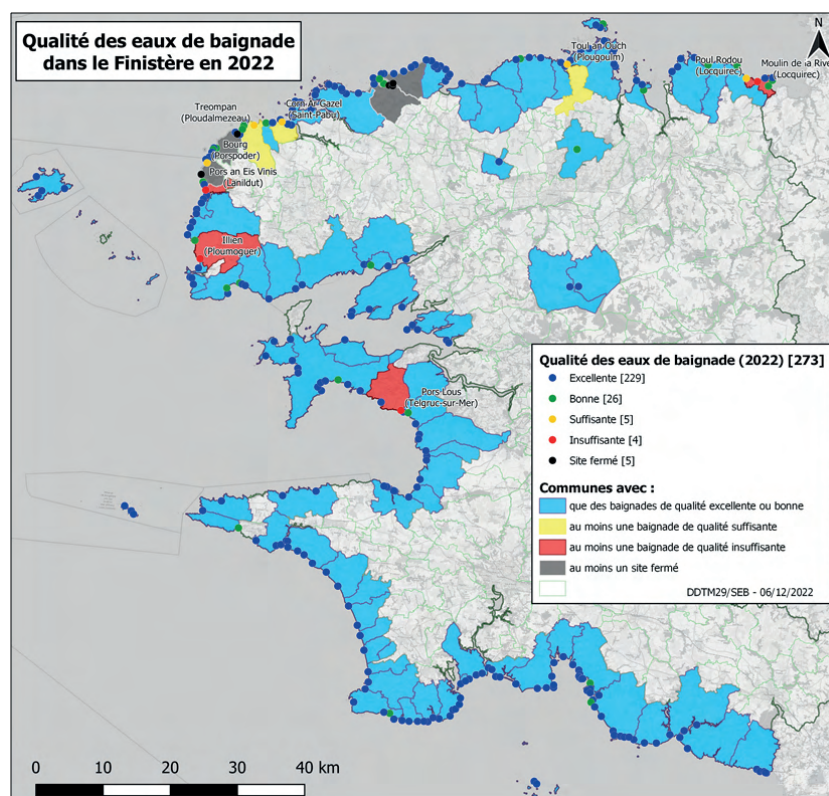 Qualité des eaux de baignade
dans le Finistère en 2022
N
Toul an Ouch
(Plougoulm)
Poul Rodou
(Locquirec)
Moulin de la Rive
(Locquirec)
Corn Ar Gazel
(Saint-Pabu)
Treompan
(Ploudalmezeau)
Bourg
(Porspoder)
Pors an Eis Vinis
(Lanildut)
Illien
(Ploumoguer)
Pors Lous
(Telgruc-sur-Mer)
Qualité des eaux de baignade (2022) [273]
Excellente [229]
Bonne [26]
Suffisante [5]
Insuffisante [4]
Site fermé [5]
Communes avec :
que des baignades de qualité excellente ou bonne
au moins une baignade de qualité suffisante
au moins une baignade de qualité insuffisante
au moins un site fermé
DDTM29/SEB - 06/12/2022
0 10 20 30 40 km